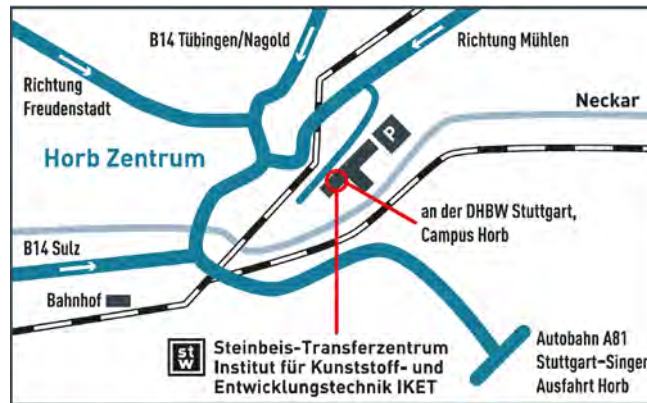 B14 Tübingen/Nagold
Richtung Mühlen
Richtung
Freudenstadt
Neckar
P
Horb Zentrum
an der DHBW Stuttgart,
Campus Horb
B14 Sulz
Bahnhof
stw
Steinbeis-Transferzentrum
Institut für Kunststoff- und
Entwicklungstechnik IKET
Autobahn A81
Stuttgart-Singen
Ausfahrt Horb